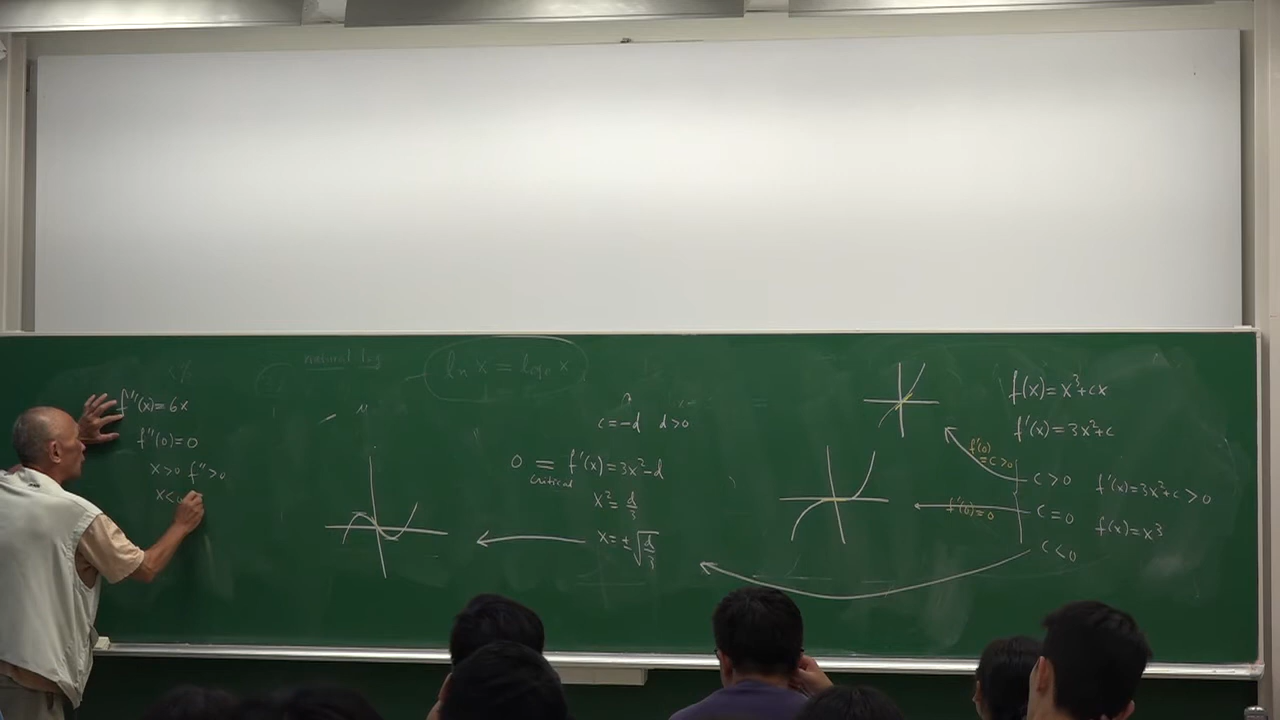 f''(x)=6x
f''(0)=0
x>0 f''>0
x<0
natural log
ln x = log x
c=-d d>0
0 = f'(x)=3x²-d
critical
x²=d/3
x=±√(d/3)
f(x)=x³+cx
f'(x)=3x²+c
f'(0)
=c>0
c>0 f'(x)=3x²+c>0
f'(0)=0
c=0 f(x)=x³
c<0